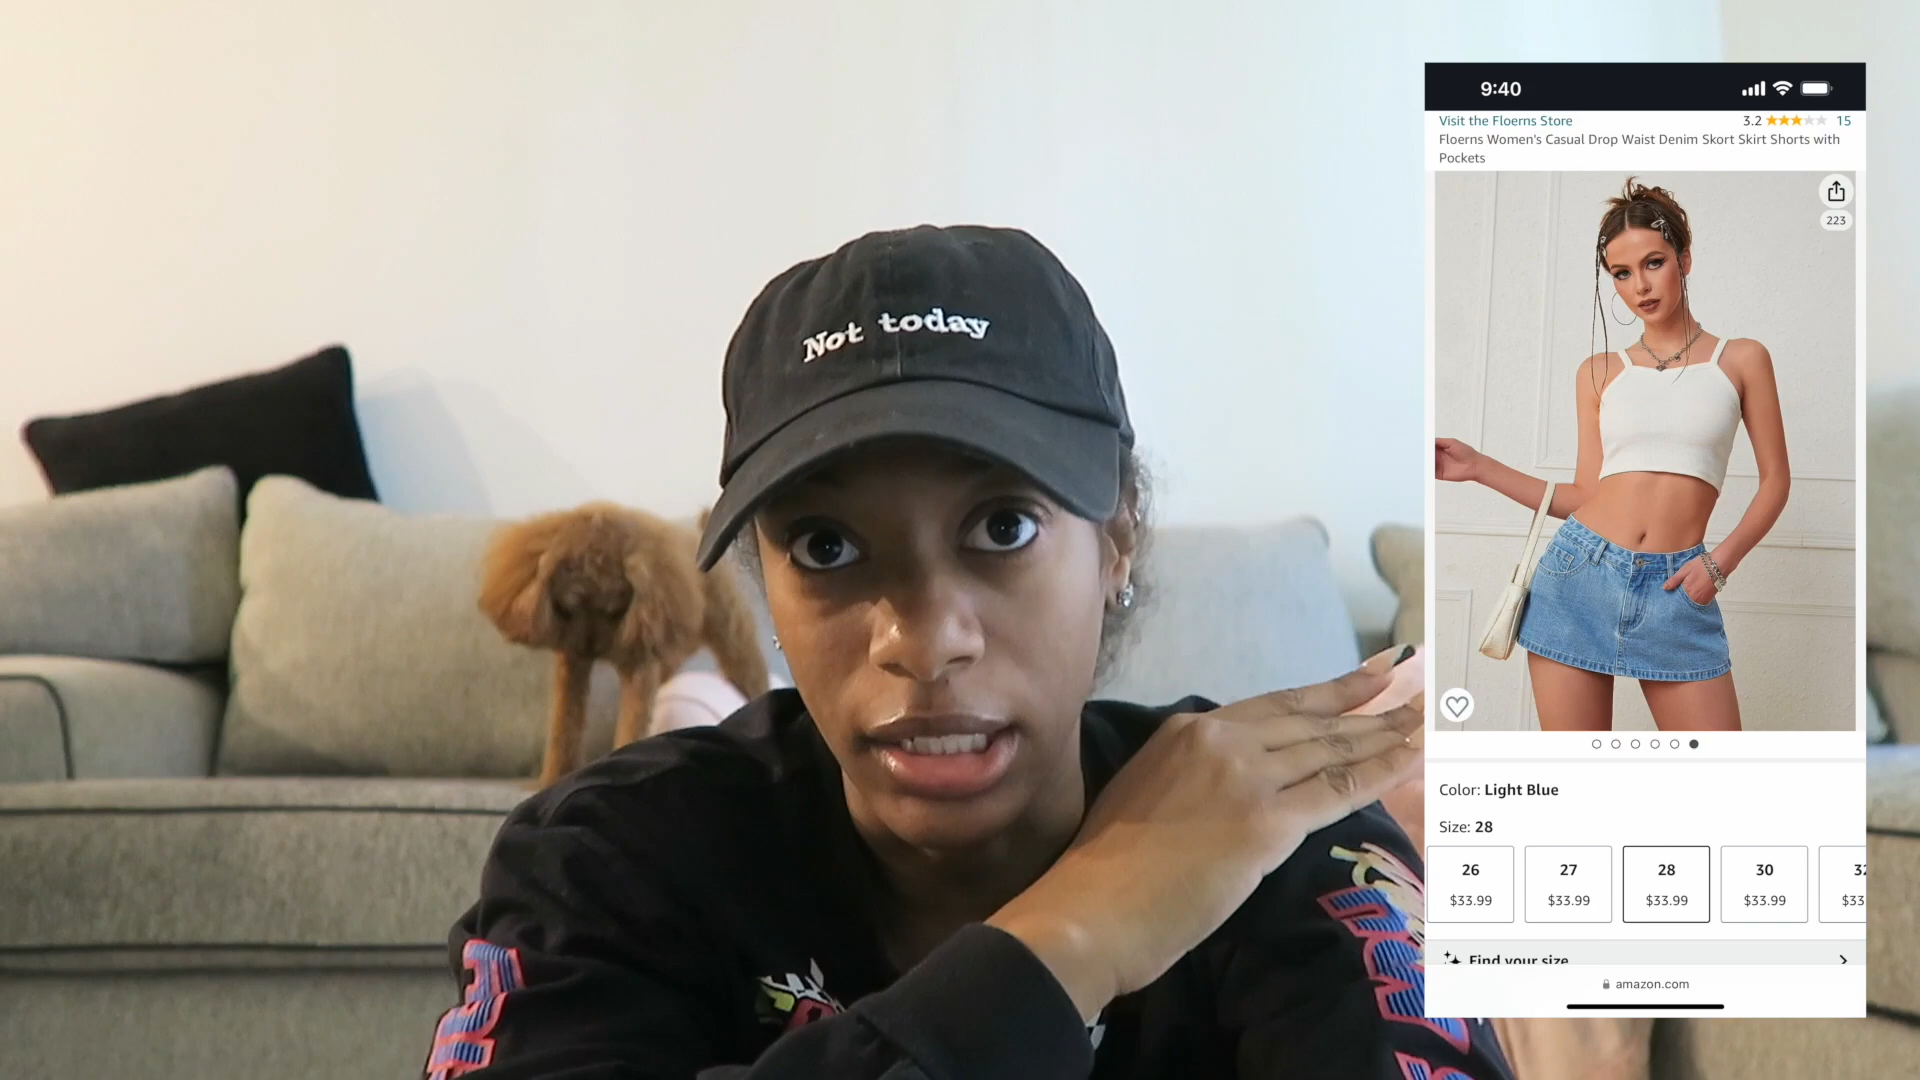 Not today
9:40
Visit the Floerns Store
3.2
15
Floerns Women's Casual Drop Waist Denim Skort Skirt Shorts with
Pockets
223
Color: Light Blue
Size: 28
26
27
28
30
32
$33.99
$33.99
$33.99
$33.99
$33
Find your size
amazon.com